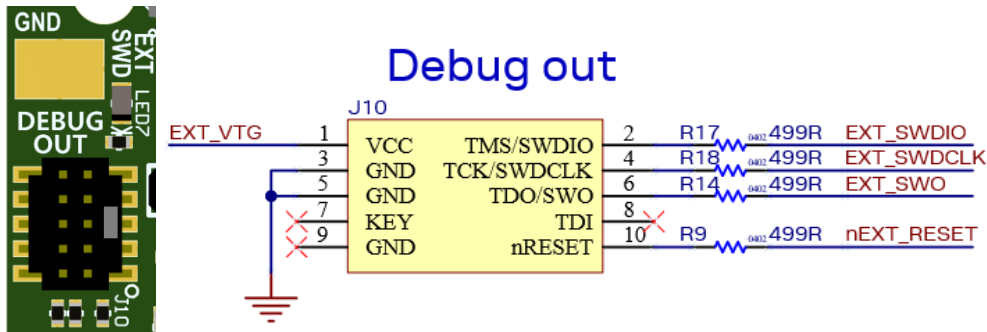 GND
EXT
SWD
LED7
DEBUG
OUT
J10
Debug out
J10
EXT_VTG 1 VCC TMS/SWDIO 2 R17 0402 499R EXT_SWDIO
3 GND TCK/SWDCLK 4 R18 0402 499R EXT_SWDCLK
5 GND TDO/SWO 6 R14 0402 499R EXT_SWO
7 KEY TDI 8
9 GND nRESET 10 R9 0402 499R nEXT_RESET